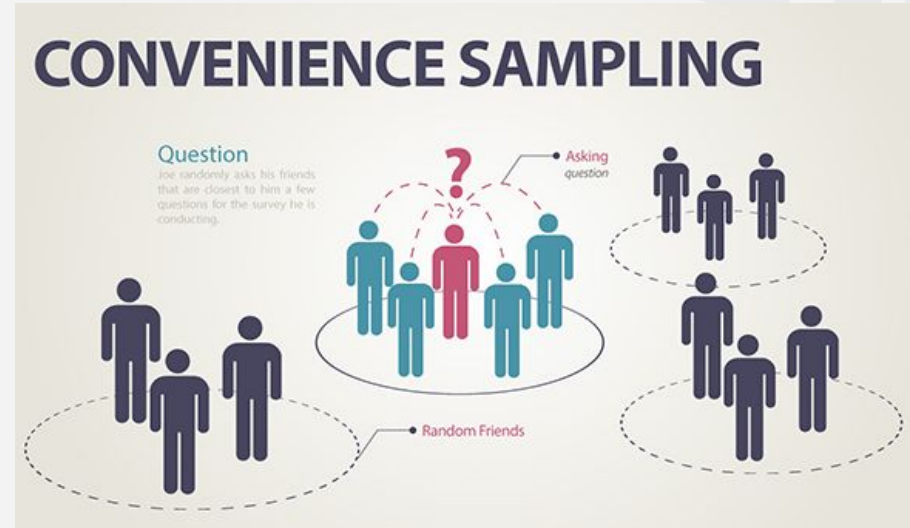 CONVENIENCE SAMPLING
Question
Joe randomly asks his friends
that are closest to him a few
questions for the survey he is
conducting.
?
Asking
question
Random Friends